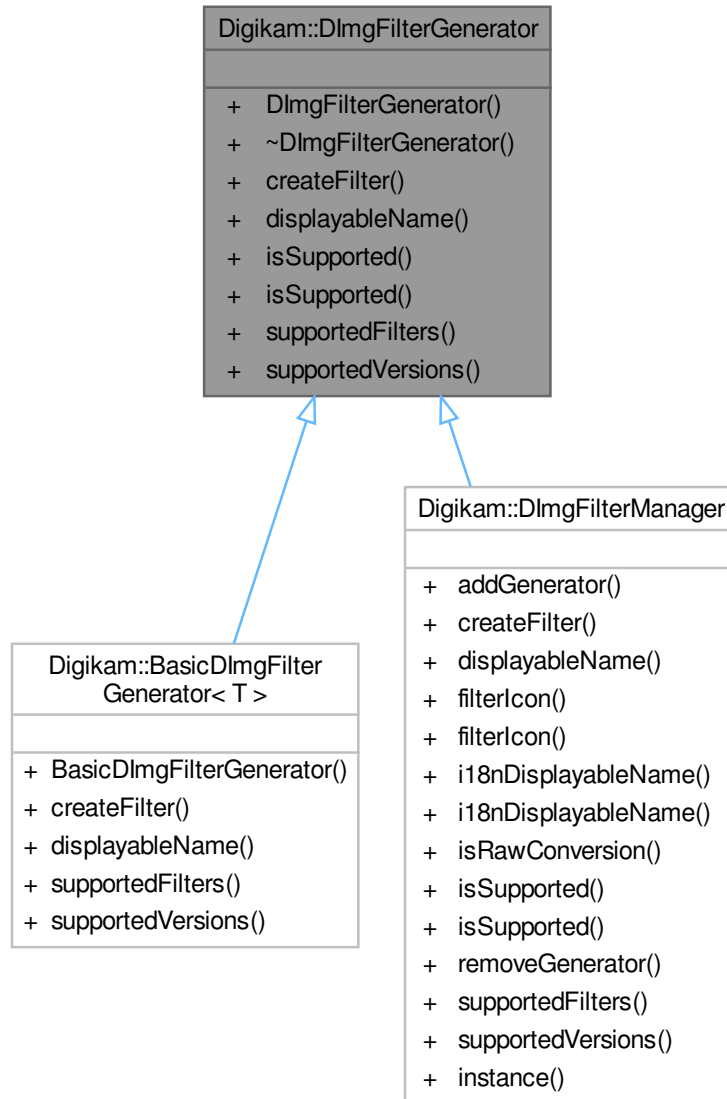 Digikam::DImgFilterGenerator
+ DImgFilterGenerator()
+ ~DImgFilterGenerator()
+ createFilter()
+ displayableName()
+ isSupported()
+ isSupported()
+ supportedFilters()
+ supportedVersions()
Digikam::BasicDImgFilter
Generator< T >
+ BasicDImgFilterGenerator()
+ createFilter()
+ displayableName()
+ supportedFilters()
+ supportedVersions()
Digikam::DImgFilterManager
+ addGenerator()
+ createFilter()
+ displayableName()
+ filterIcon()
+ filterIcon()
+ i18nDisplayableName()
+ i18nDisplayableName()
+ isRawConversion()
+ isSupported()
+ isSupported()
+ removeGenerator()
+ supportedFilters()
+ supportedVersions()
+ instance()